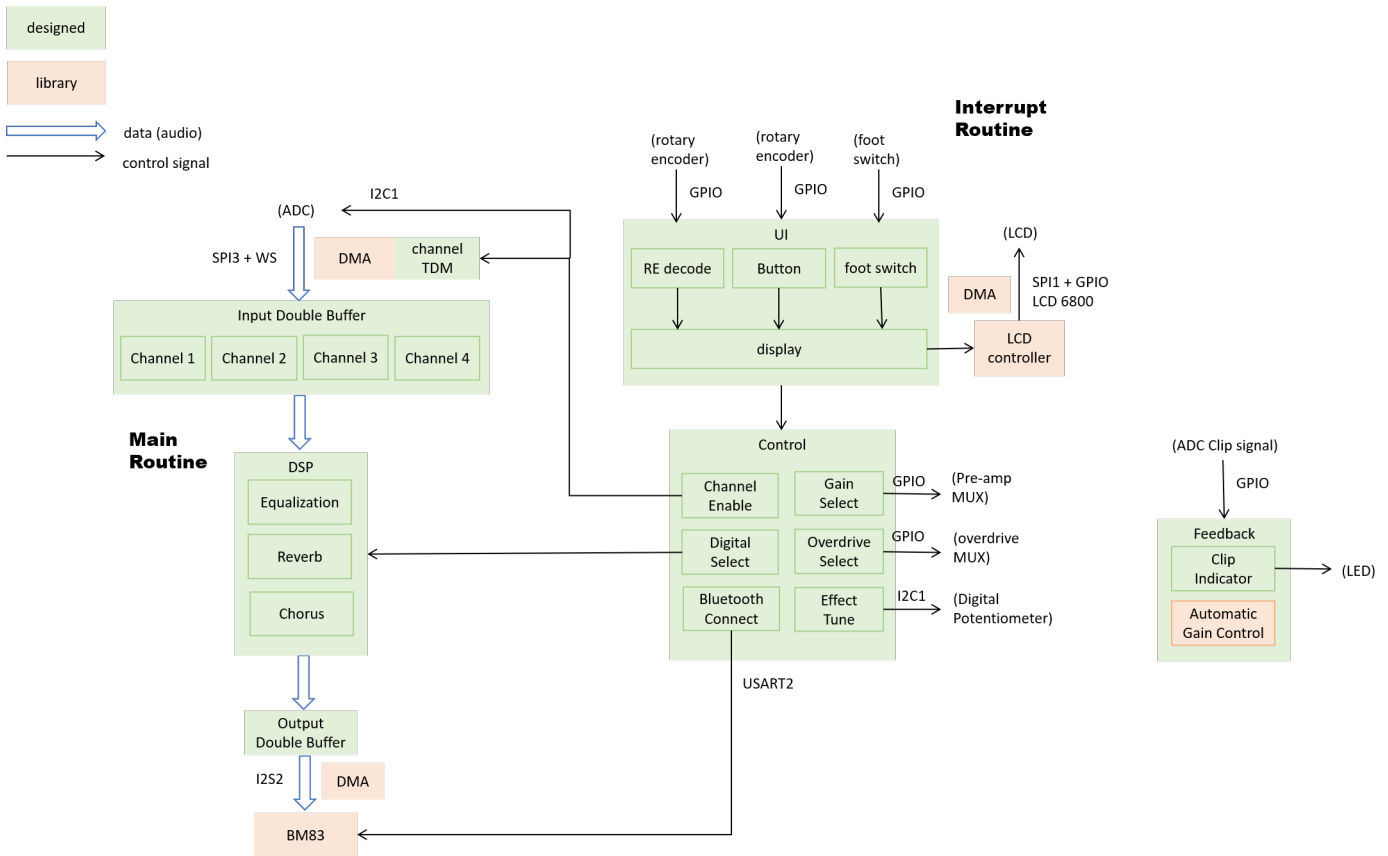 designed
library
data (audio)
control signal
Interrupt
Routine
(rotary
encoder)
(rotary
encoder)
(foot
switch)
GPIO
GPIO
GPIO
I2C1
(ADC)
SPI3 + WS
DMA
channel
TDM
Input Double Buffer
Channel 1
Channel 2
Channel 3
Channel 4
UI
RE decode
Button
foot switch
display
(LCD)
DMA
SPI1 + GPIO
LCD 6800
LCD
controller
Main
Routine
DSP
Equalization
Reverb
Chorus
Output
Double Buffer
I2S2
DMA
BM83
Control
Channel
Enable
Gain
Select
GPIO
(Pre-amp
MUX)
Digital
Select
Overdrive
Select
GPIO
(overdrive
MUX)
Bluetooth
Connect
Effect
Tune
I2C1
(Digital
Potentiometer)
USART2
(ADC Clip signal)
GPIO
Feedback
Clip
Indicator
(LED)
Automatic
Gain Control